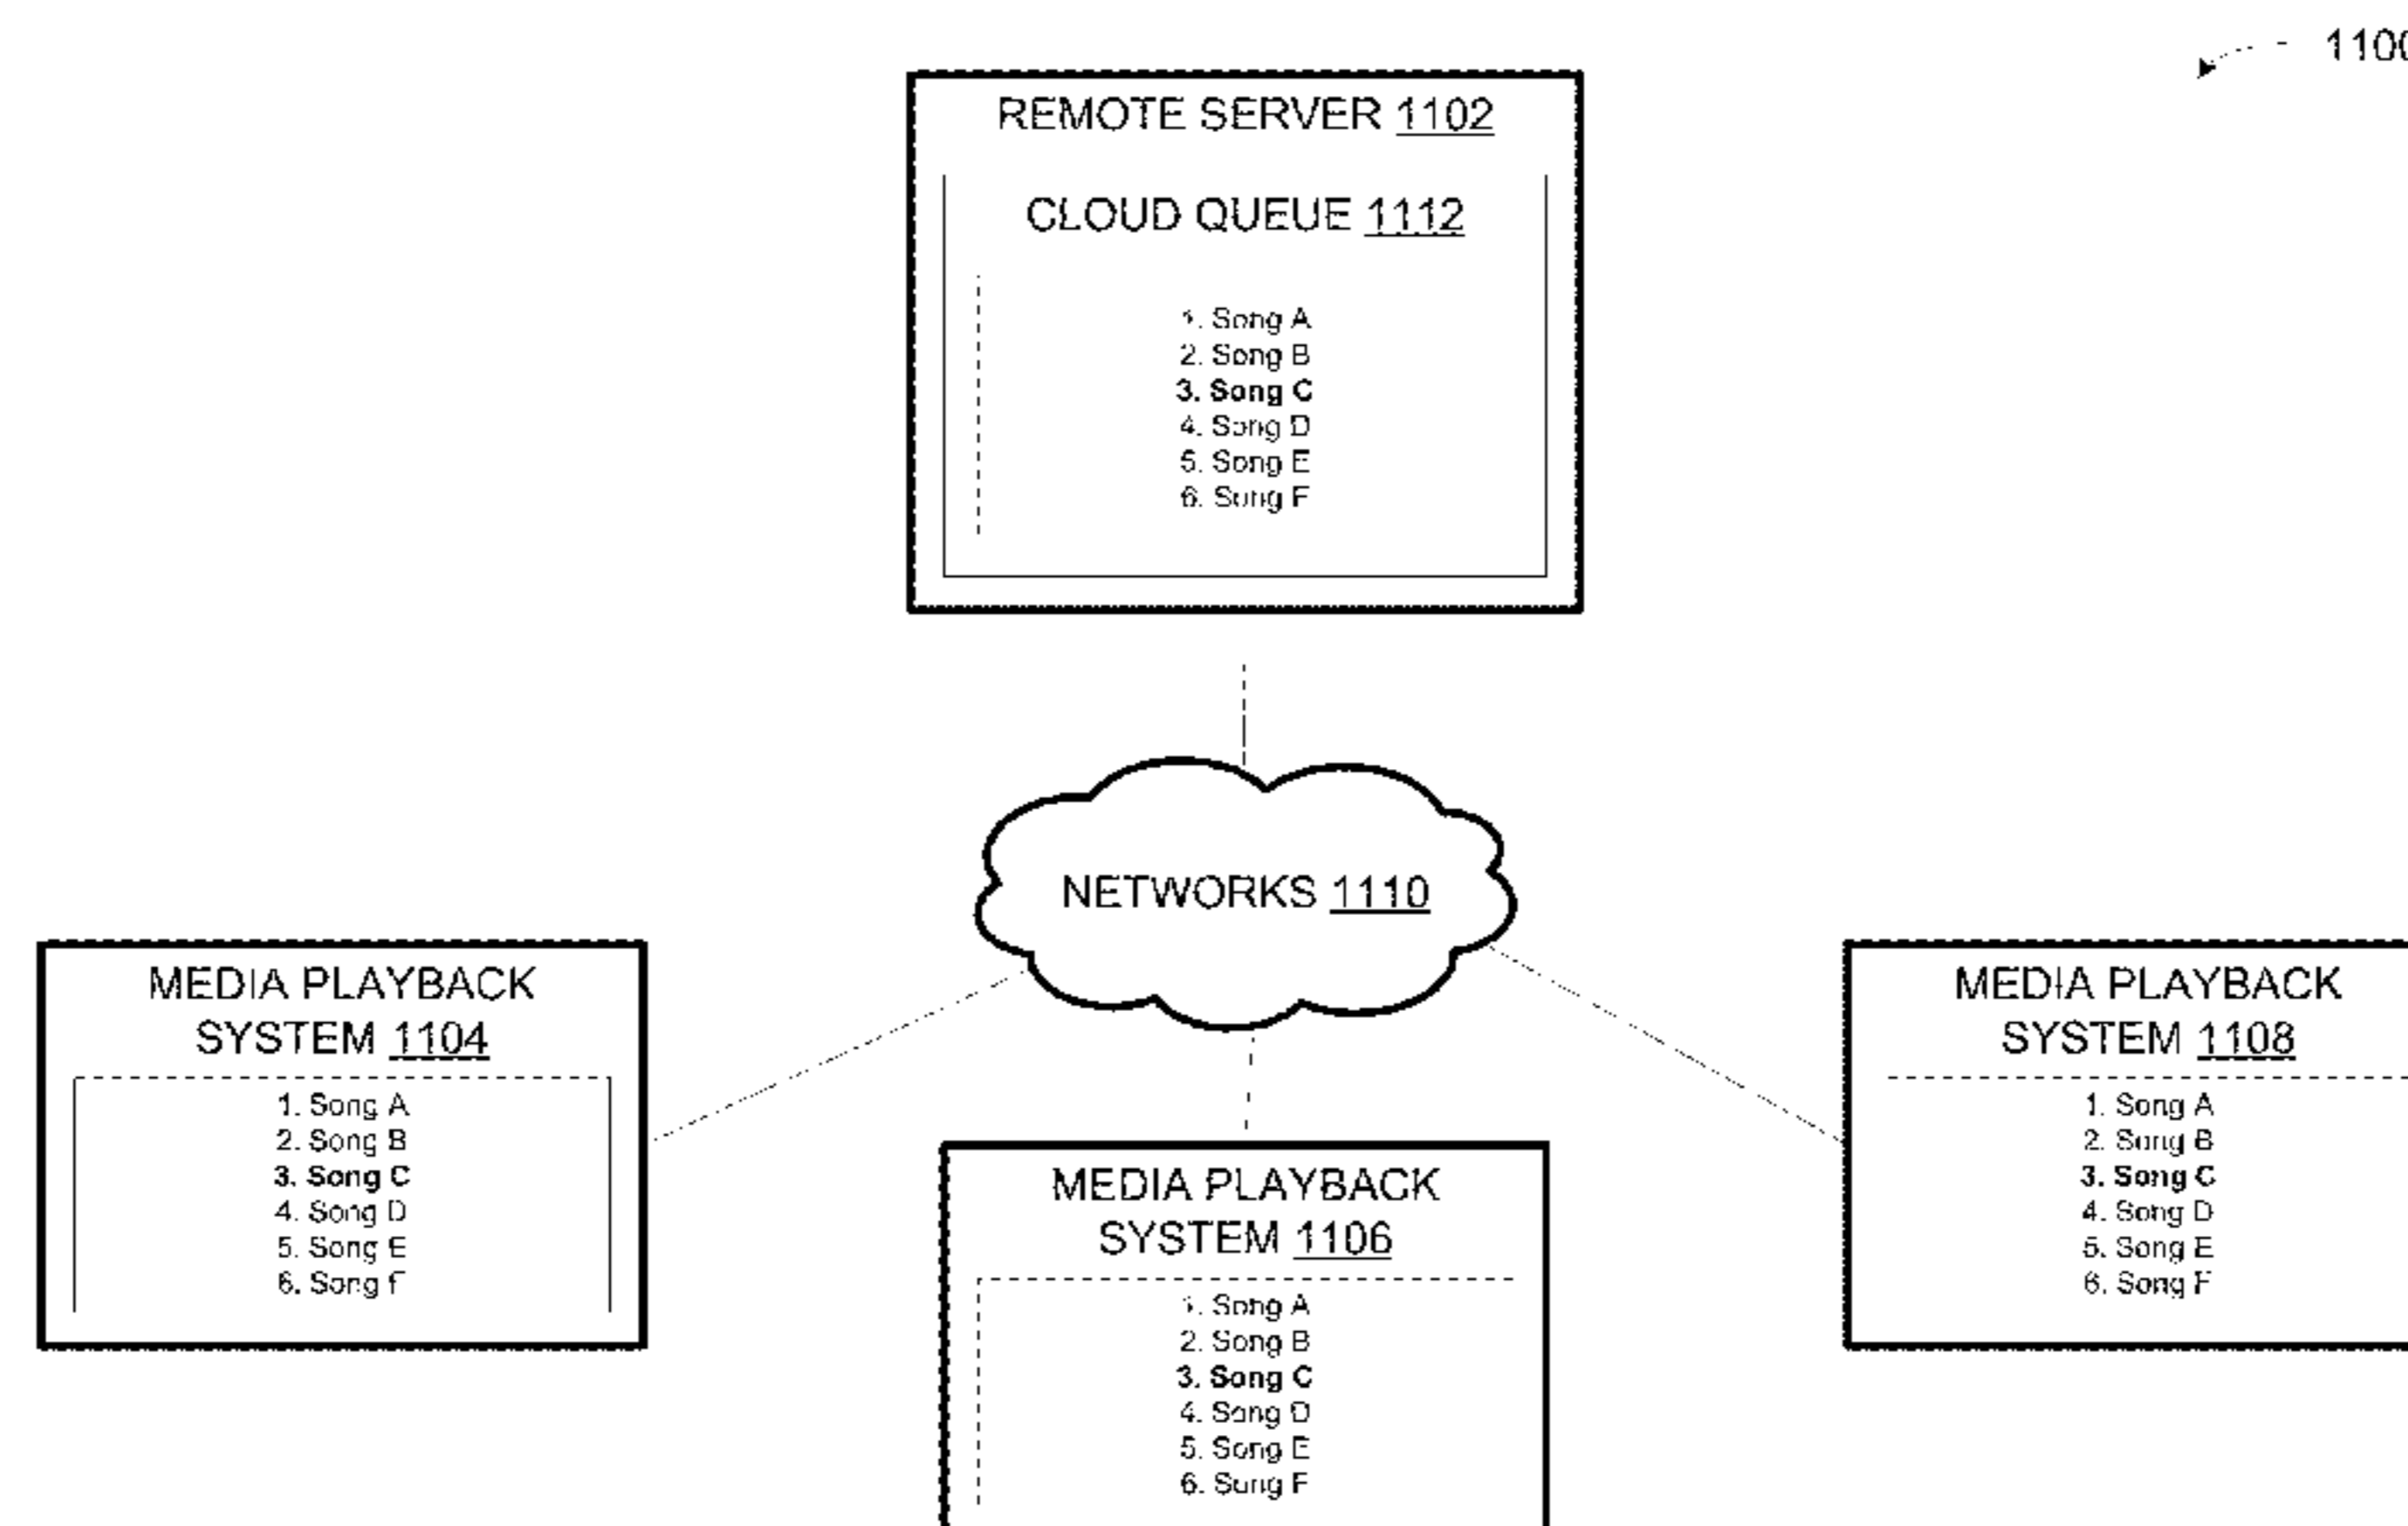 1100
REMOTE SERVER 1102
CLOUD QUEUE 1112
1. Song A
2. Song B
3. Song C
4. Song D
5. Song E
6. Song F
NETWORKS 1110
MEDIA PLAYBACK
SYSTEM 1104
1. Song A
2. Song B
3. Song C
4. Song D
5. Song E
6. Song F
MEDIA PLAYBACK
SYSTEM 1106
1. Song A
2. Song B
3. Song C
4. Song D
5. Song E
6. Song F
MEDIA PLAYBACK
SYSTEM 1108
1. Song A
2. Song B
3. Song C
4. Song D
5. Song E
6. Song F